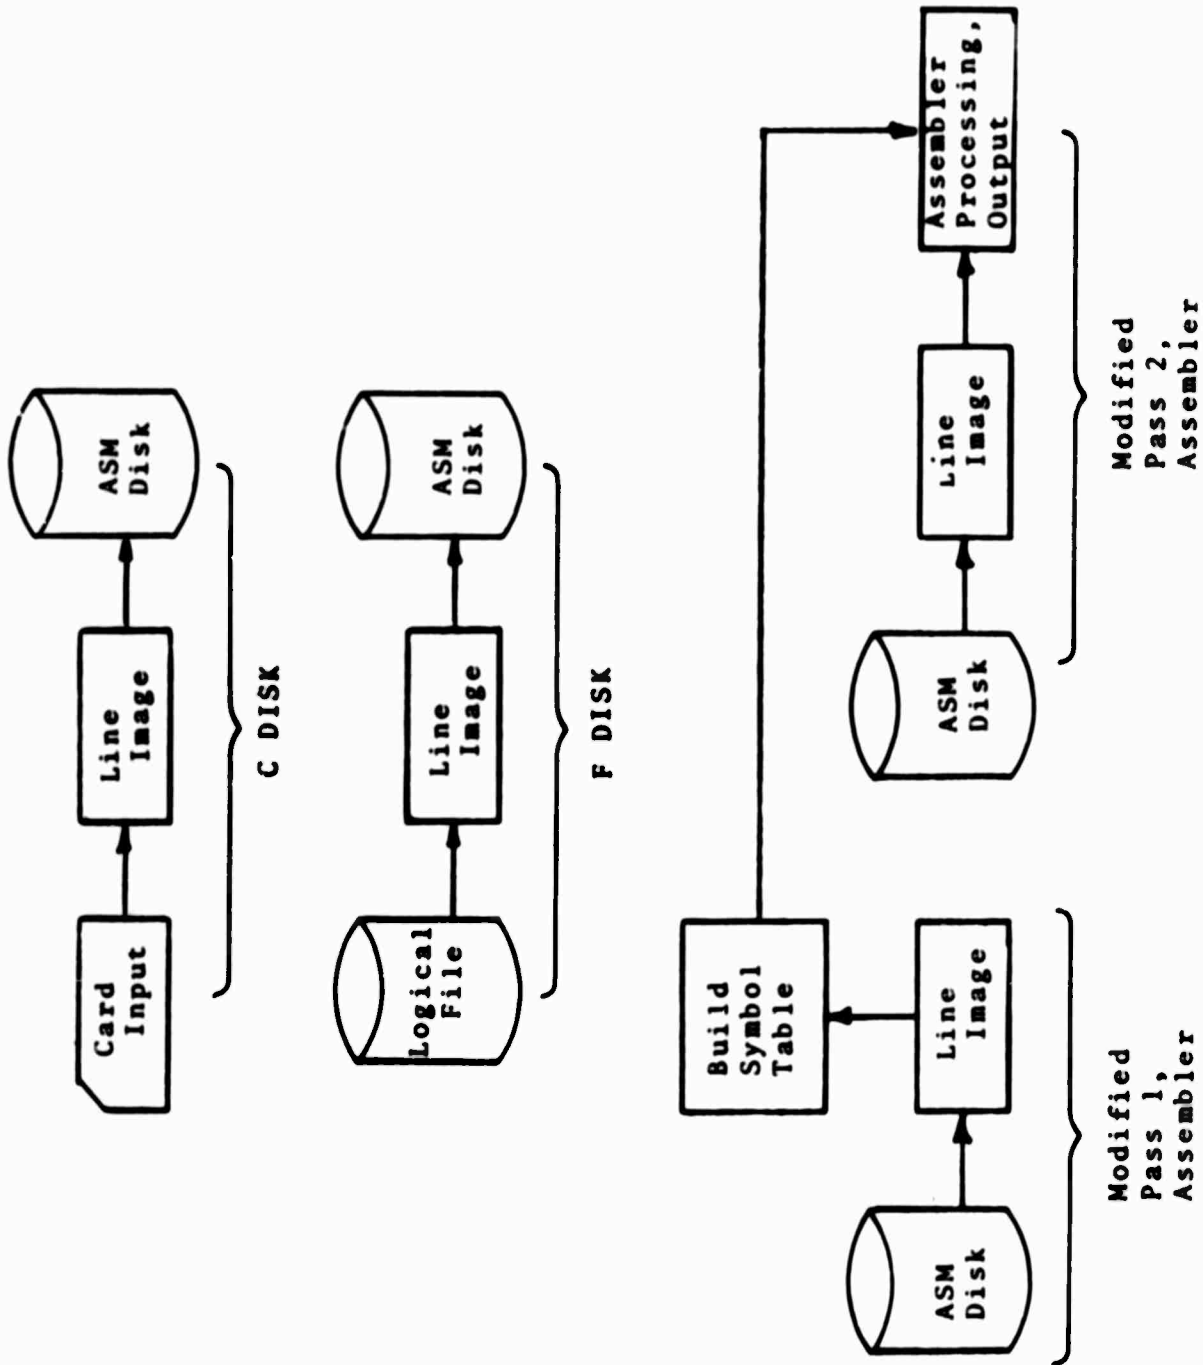 Card
Input
Line
Image
ASM
Disk
C DISK
Logical
File
Line
Image
ASM
Disk
F DISK
Build
Symbol
Table
ASM
Disk
Line
Image
Modified
Pass 1,
Assembler
ASM
Disk
Line
Image
Assembler
Processing,
Output
Modified
Pass 2,
Assembler